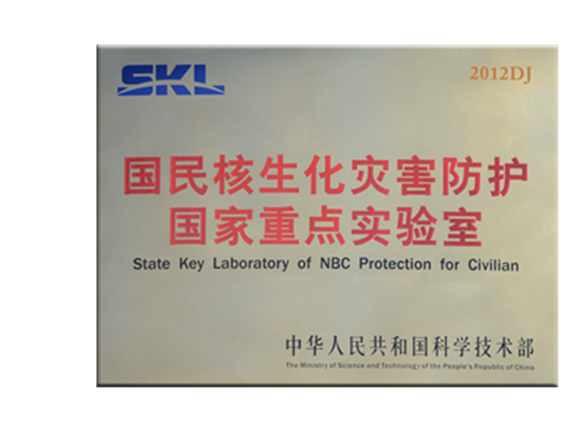 SKL
2012DJ
国民核生化灾害防护
国家重点实验室
State Key Laboratory of NBC Protection for Civilian
中华人民共和国科学技术部
The Ministry of Science and Technology of the People's Pepublic of China